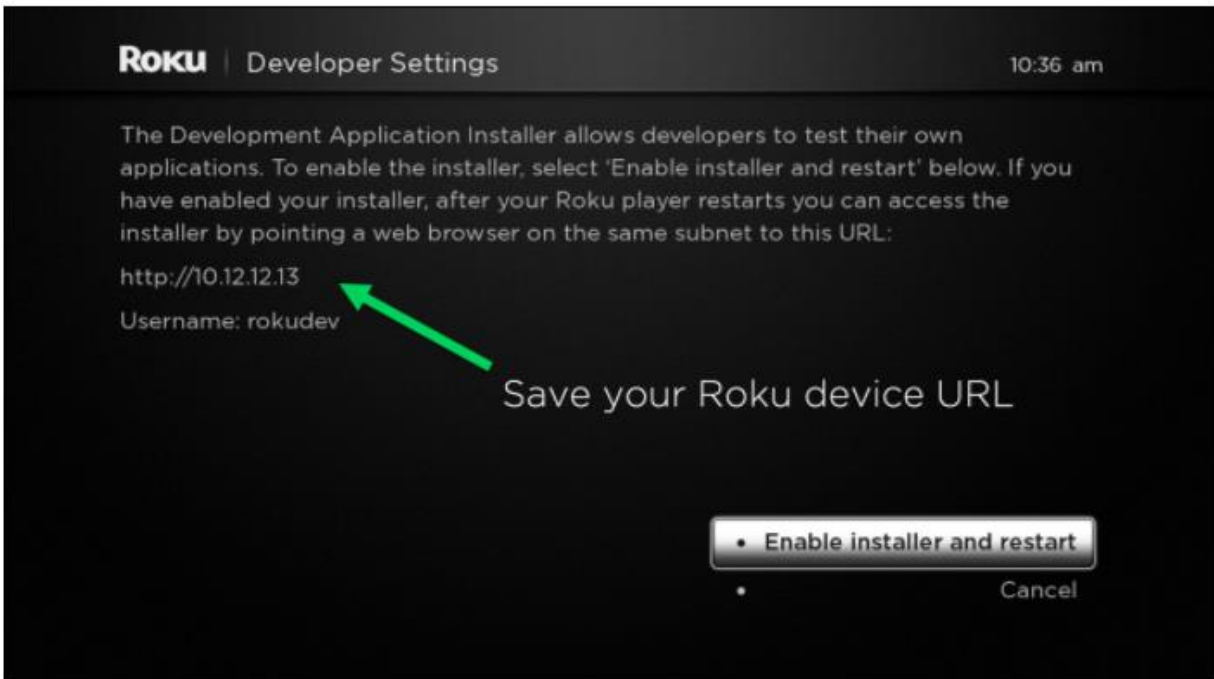 Roku | Developer Settings
10:36 am
The Development Application Installer allows developers to test their own
applications. To enable the installer, select 'Enable installer and restart' below. If you
have enabled your installer, after your Roku player restarts you can access the
installer by pointing a web browser on the same subnet to this URL:
http://10.12.12.13
Username: rokudev
Save your Roku device URL
• Enable installer and restart
• Cancel